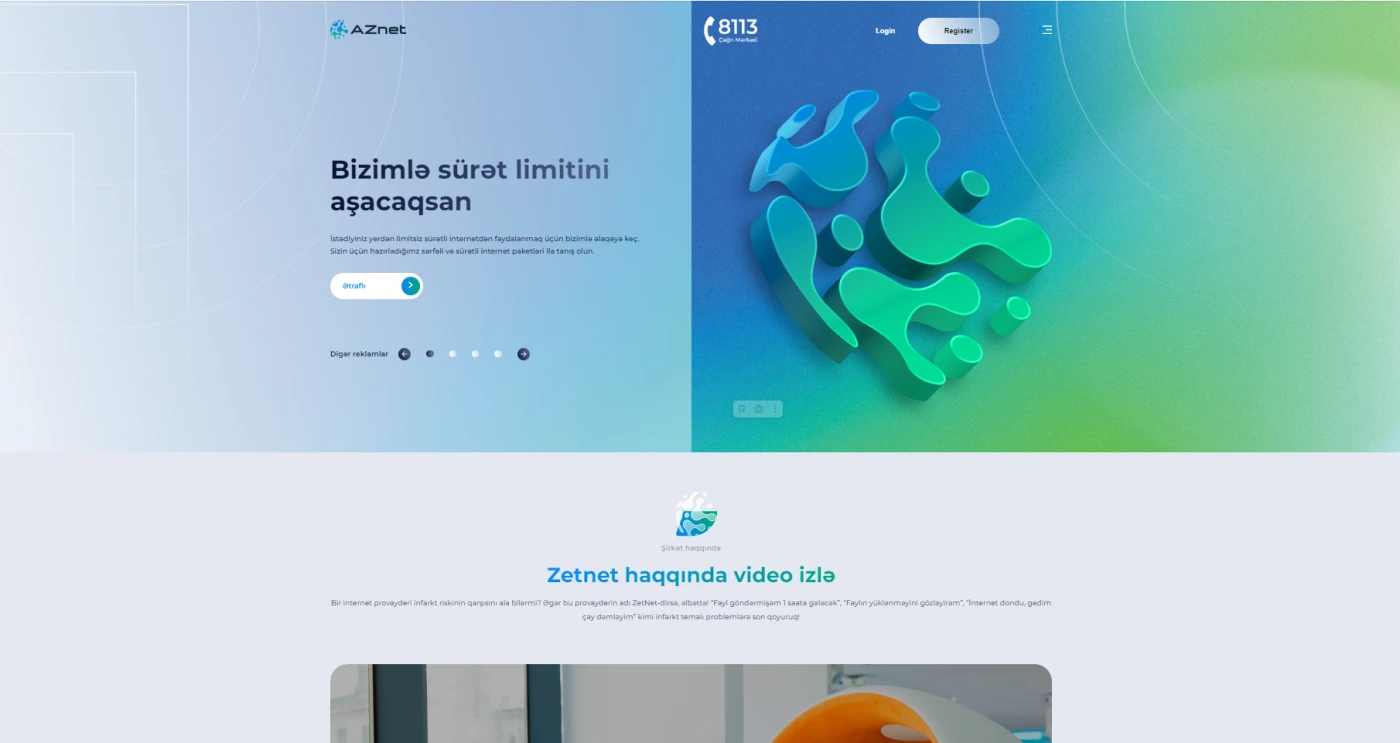 AZnet
8113
Çağrı Mərkəzi
Login
Register
Bizimlə sürət limitini
aşacaqsan
İstədiyiniz yerdən limitsiz sürətli internetdən faydalanmaq üçün bizimlə əlaqəyə keç.
Sizin üçün hazırladığımz sərfəli və sürətli internet paketləri ilə tanış olun.
Ətraflı
Digər reklamlar
Şirkət haqqında
Zetnet haqqında video izlə
Bir internet provayderi infarkt riskinin qarşısını ala bilərmi? Əgər bu provayderin adı ZetNet-dirsə, əlbəttə! "Fayl göndərmişəm 1 saata gələcək", "Faylın yüklənməyini gözləyirəm", "İnternet dondu, gedim
çay dəmləyim" kimi infarkt temalı problemlərə son qoyuruq!